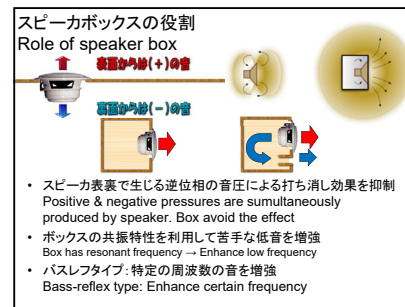 スピーカボックスの役割
Role of speaker box
表面からは(+)の音
裏面からは(−)の音
• スピーカ表裏で生じる逆位相の音圧による打ち消し効果を抑制
Positive & negative pressures are sumultaneously
produced by speaker. Box avoid the effect
• ボックスの共振特性を利用して苦手な低音を増強
Box has resonant frequency → Enhance low frequency
• バスレフタイプ：特定の周波数の音を増強
Bass-reflex type: Enhance certain frequency